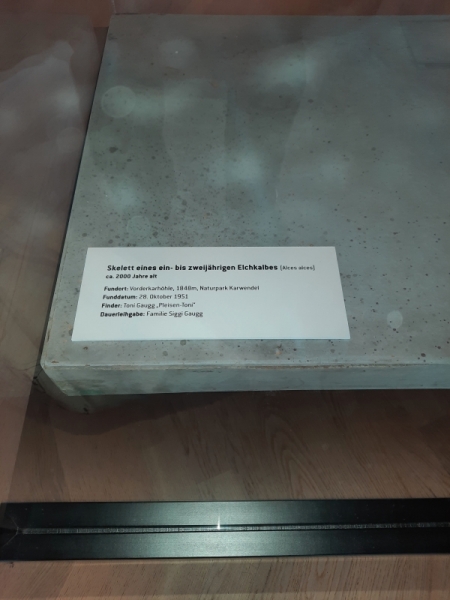 Skelett eines ein- bis zweijährigen Elchkalbes (Alces alces)
ca. 2000 Jahre alt
Fundort: Vorderkarhöhle, 1848m, Naturpark Karwendel
Funddatum: 28. Oktober 1951
Finder: Toni Gaugg „Pleisen-Toni"
Dauerleihgabe: Familie Siggi Gaugg